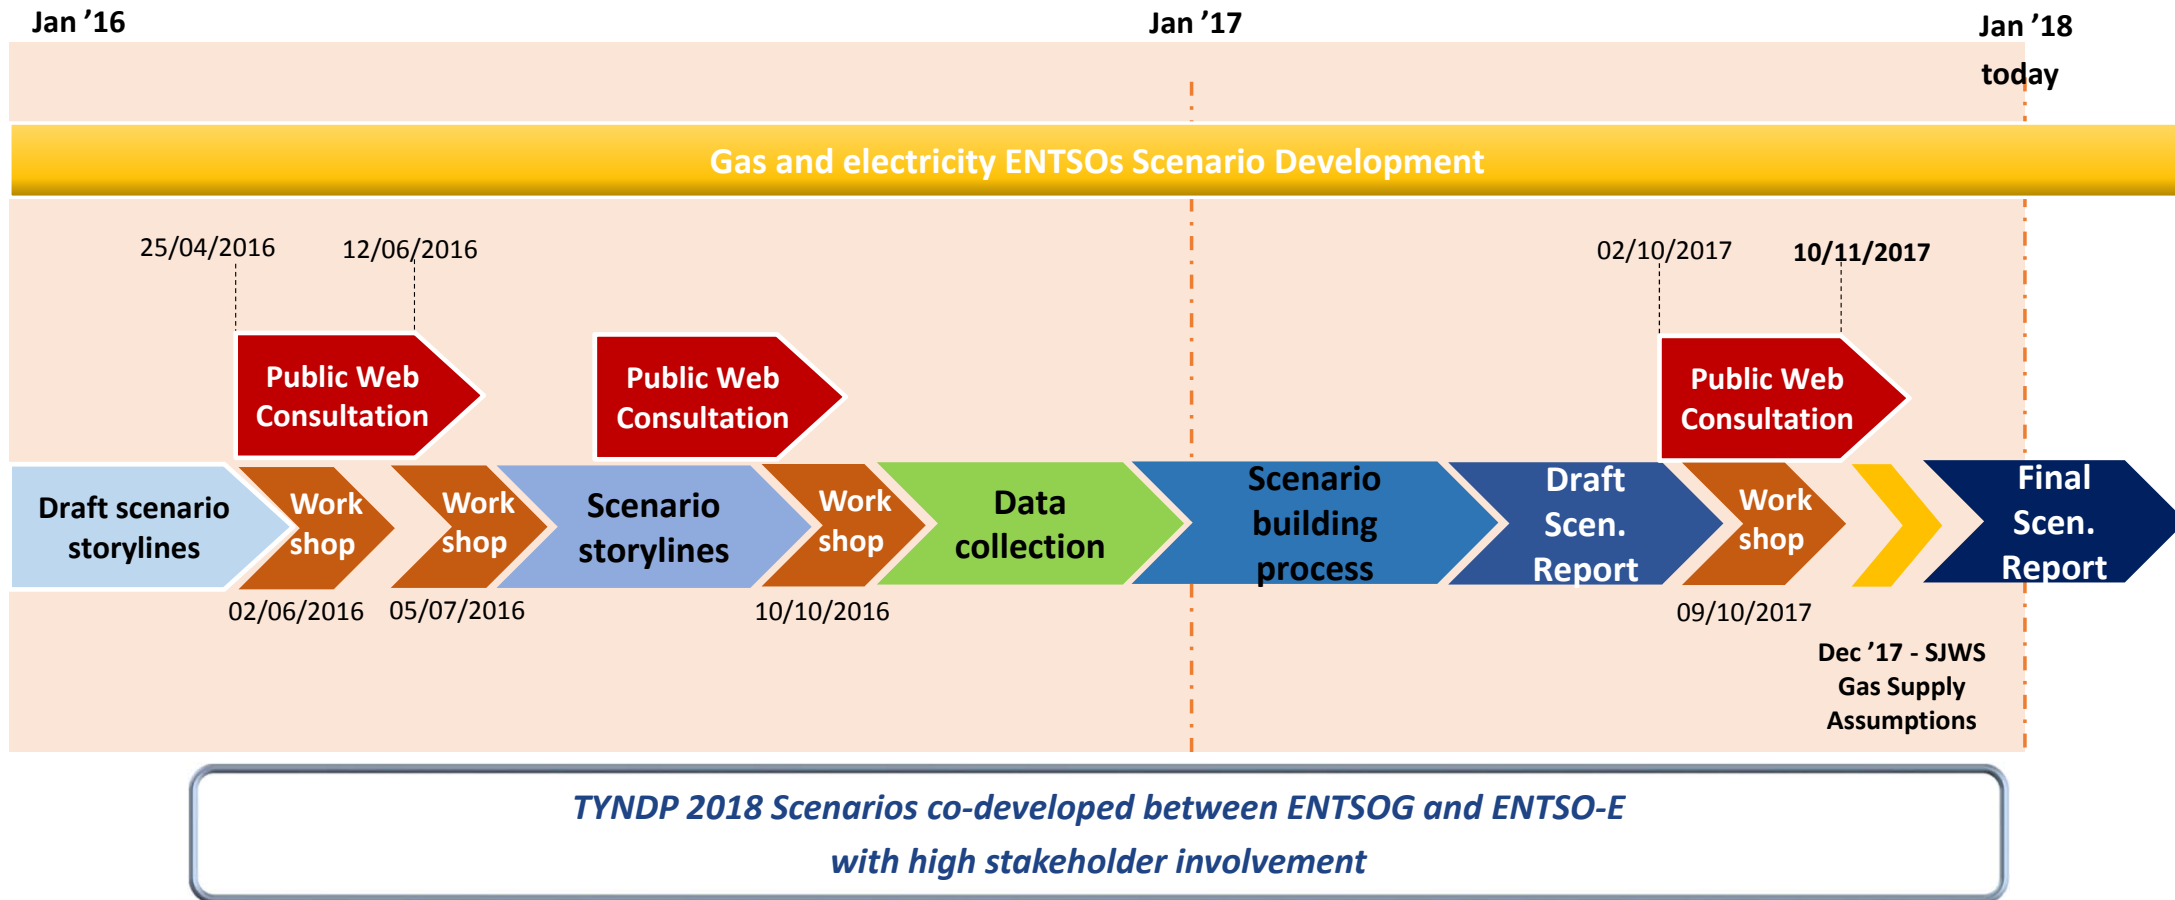 Jan ’16
Jan ’17
Jan ’18
today
Gas and electricity ENTSOs Scenario Development
25/04/2016
12/06/2016
02/10/2017
10/11/2017
Public Web
Consultation
Public Web
Consultation
Public Web
Consultation
Draft scenario
storylines
Work
shop
Work
shop
Scenario
storylines
Work
shop
Data
collection
Scenario
building
process
Draft
Scen.
Report
Work
shop
Final
Scen.
Report
02/06/2016
05/07/2016
10/10/2016
09/10/2017
Dec ’17 - SJWS
Gas Supply
Assumptions
TYNDP 2018 Scenarios co-developed between ENTSOG and ENTSO-E
with high stakeholder involvement